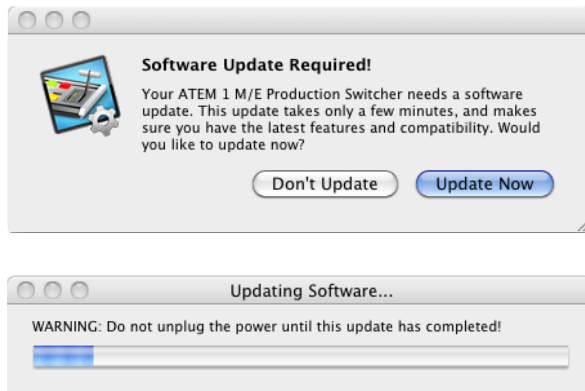 Software Update Required!
Your ATEM 1 M/E Production Switcher needs a software
update. This update takes only a few minutes, and makes
sure you have the latest features and compatibility. Would
you like to update now?
Don't Update
Update Now
Updating Software...
WARNING: Do not unplug the power until this update has completed!